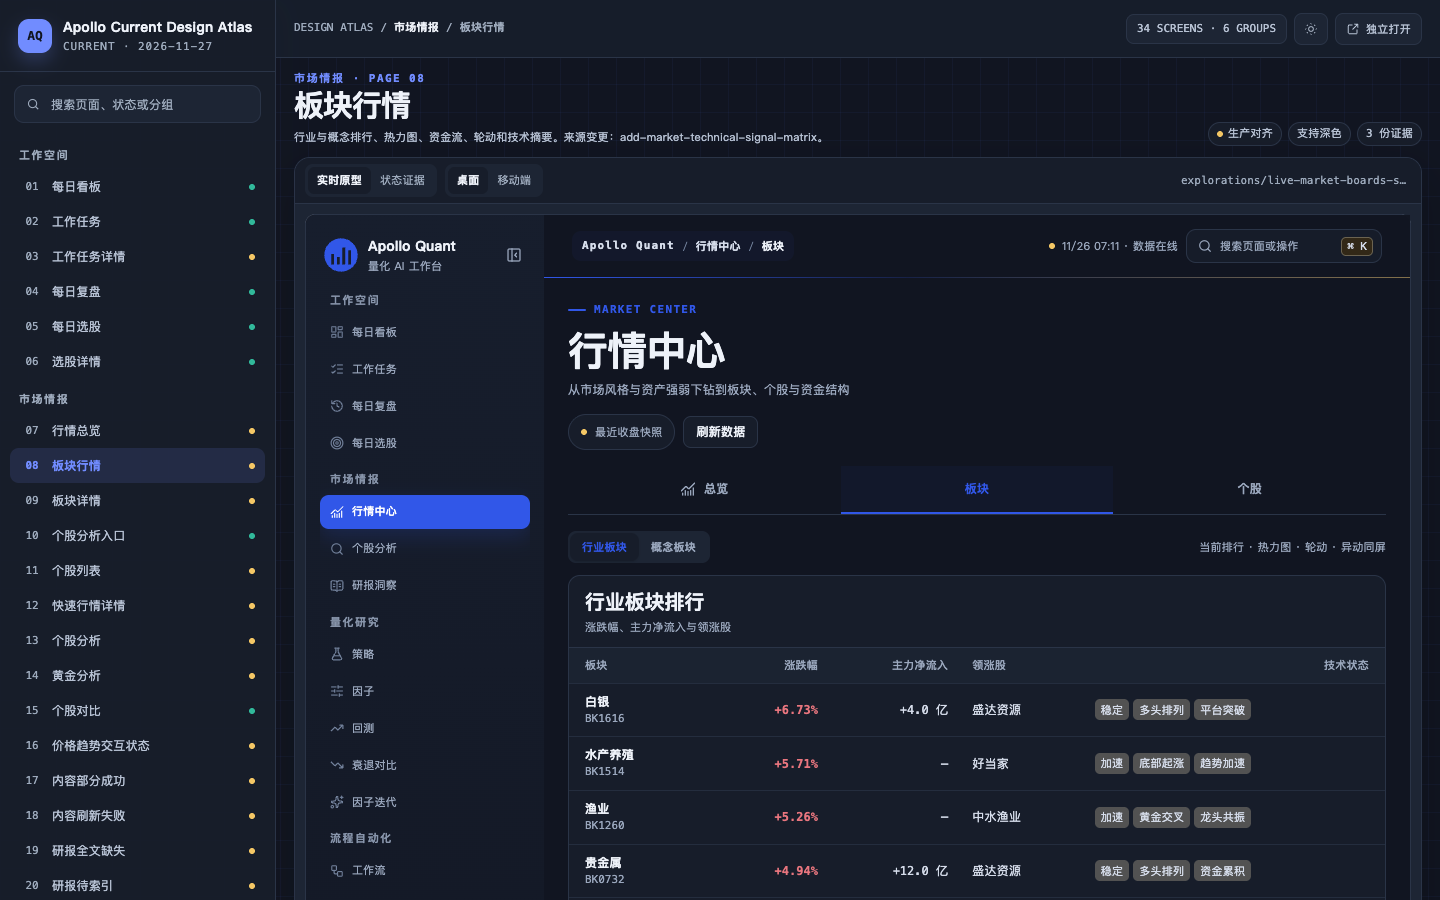 AQ
Apollo Current Design Atlas
CURRENT · 2026-11-27
搜索页面、状态或分组
工作空间
01 每日看板
02 工作任务
03 工作任务详情
04 每日复盘
05 每日选股
06 选股详情
市场情报
07 行情总览
08 板块行情
09 板块详情
10 个股分析入口
11 个股列表
12 快速行情详情
13 个股分析
14 黄金分析
15 个股对比
16 价格趋势交互状态
17 内容部分成功
18 内容刷新失败
19 研报全文缺失
20 研报待索引
DESIGN ATLAS / 市场情报 / 板块行情
34 SCREENS · 6 GROUPS
独立打开
市场情报 · PAGE 08
板块行情
行业与概念排行、热力图、资金流、轮动和技术摘要。来源变更：add-market-technical-signal-matrix。
生产对齐
支持深色
3 份证据
实时原型 状态证据 桌面 移动端
explorations/live-market-boards-s…
Apollo Quant
量化 AI 工作台
工作空间
每日看板
工作任务
每日复盘
每日选股
市场情报
行情中心
个股分析
研报洞察
量化研究
策略
因子
回测
衰退对比
因子迭代
流程自动化
工作流
Apollo Quant / 行情中心 / 板块
11/26 07:11 · 数据在线
搜索页面或操作
⌘ K
MARKET CENTER
行情中心
从市场风格与资产强弱下钻到板块、个股与资金结构
最近收盘快照
刷新数据
总览 板块 个股
行业板块 概念板块
当前排行 · 热力图 · 轮动 · 异动同屏
行业板块排行
涨跌幅、主力净流入与领涨股
板块 涨跌幅 主力净流入 领涨股 技术状态
白银 +6.73% +4.0 亿 盛达资源 稳定 多头排列 平台突破
BK1616
水产养殖 +5.71% — 好当家 加速 底部起涨 趋势加速
BK1514
渔业 +5.26% — 中水渔业 加速 黄金交叉 龙头共振
BK1260
贵金属 +4.94% +12.0 亿 盛达资源 稳定 多头排列 资金累积
BK0732